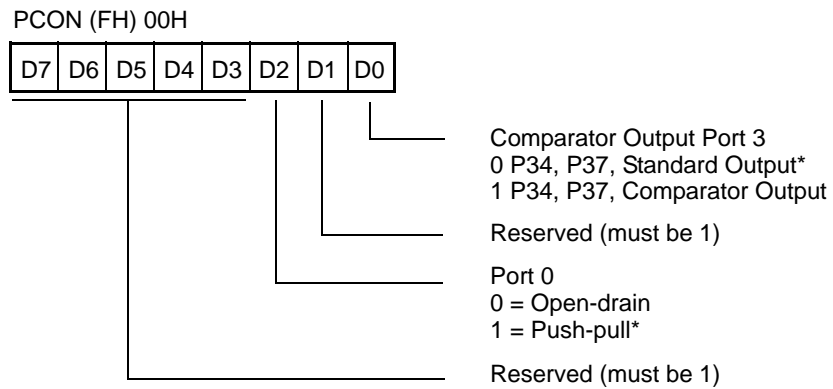 PCON (FH) 00H
D7 D6 D5 D4 D3 D2 D1 D0
Comparator Output Port 3
0 P34, P37, Standard Output*
1 P34, P37, Comparator Output
Reserved (must be 1)
Port 0
0 = Open-drain
1 = Push-pull*
Reserved (must be 1)